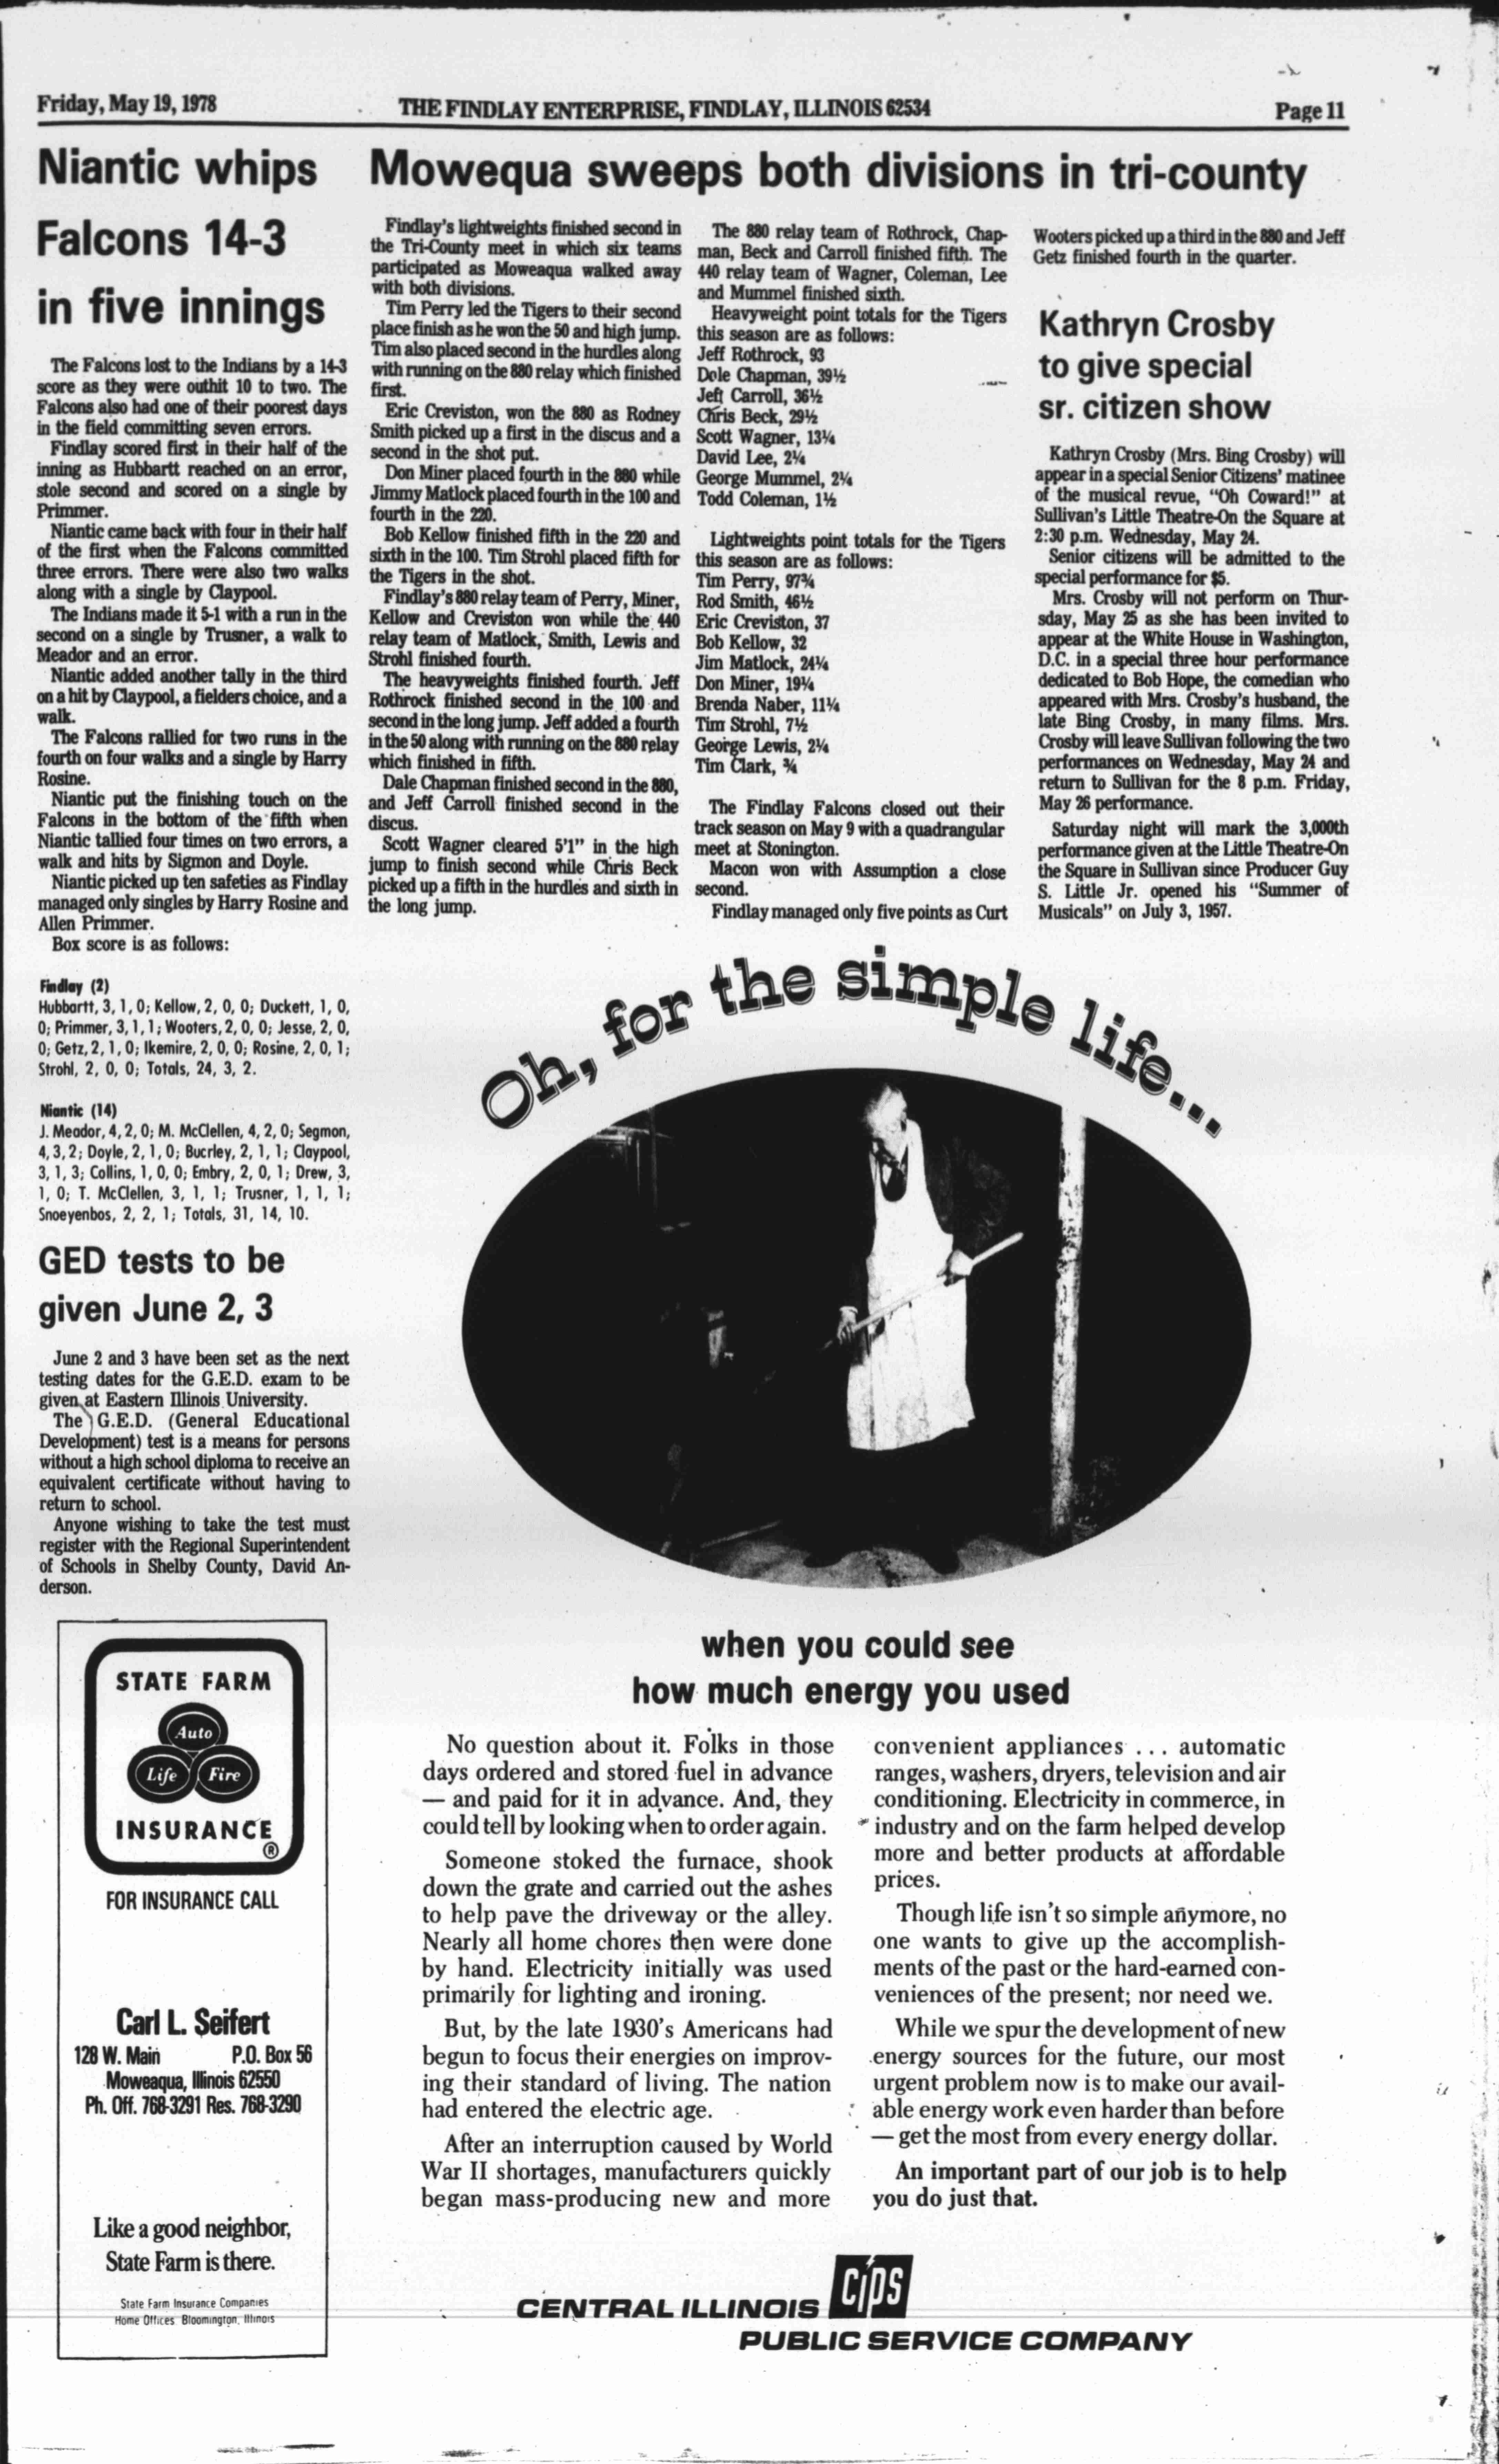 Friday, May 19, 1978
THE FINDLAY ENTERPRISE, FINDLAY, ILLINOIS 62534
Page 11
Niantic whips
Falcons 14-3
in five innings
The Falcons lost to the Indians by a 14-3
score as they were outhit 10 to two. The
Falcons also had one of their poorest days
in the field committing seven errors.
Findlay scored first in their half of the
inning as Hubbartt reached on an error,
stole second and scored on a single by
Primmer.
Niantic came back with four in their half
of the first when the Falcons committed
three errors. There were also two walks
along with a single by Claypool.
The Indians made it 5-1 with a run in the
second on a single by Trusner, a walk to
Meador and an error.
Niantic added another tally in the third
on a hit by Claypool, a fielders choice, and a
walk.
The Falcons rallied for two runs in the
fourth on four walks and a single by Harry
Rosine.
Niantic put the finishing touch on the
Falcons in the bottom of the fifth when
Niantic tallied four times on two errors, a
walk and hits by Sigmon and Doyle.
Niantic picked up ten safeties as Findlay
managed only singles by Harry Rosine and
Allen Primmer.
Box score is as follows:
Findlay (2)
Hubbartt, 3, 1, 0; Kellow, 2, 0, 0; Duckett, 1, 0,
0; Primmer, 3, 1, 1; Wooters, 2, 0, 0; Jesse, 2, 0,
0; Getz, 2, 1, 0; Ikemire, 2, 0, 0; Rosine, 2, 0, 1;
Strohl, 2, 0, 0; Totals, 24, 3, 2.
Niantic (14)
J. Meador, 4, 2, 0; M. McClellen, 4, 2, 0; Segmon,
4, 3, 2; Doyle, 2, 1, 0; Bucrley, 2, 1, 1; Claypool,
3, 1, 3; Collins, 1, 0, 0; Embry, 2, 0, 1; Drew, 3,
1, 0; T. McClellen, 3, 1, 1; Trusner, 1, 1, 1;
Snoeyenbos, 2, 2, 1; Totals, 31, 14, 10.
GED tests to be
given June 2, 3
June 2 and 3 have been set as the next
testing dates for the G.E.D. exam to be
given at Eastern Illinois University.
The G.E.D. (General Educational
Development) test is a means for persons
without a high school diploma to receive an
equivalent certificate without having to
return to school.
Anyone wishing to take the test must
register with the Regional Superintendent
of Schools in Shelby County, David An-
derson.
STATE FARM
Auto
Life Fire
INSURANCE
®
FOR INSURANCE CALL
Carl L. Seifert
128 W. Main P.O. Box 56
Moweaqua, Illinois 62550
Ph. Off. 768-3291 Res. 768-3290
Like a good neighbor,
State Farm is there.
State Farm Insurance Companies
Home Offices Bloomington, Illinois
Mowequa sweeps both divisions in tri-county
Findlay's lightweights finished second in
the Tri-County meet in which six teams
participated as Moweaqua walked away
with both divisions.
Tim Perry led the Tigers to their second
place finish as he won the 50 and high jump.
Tim also placed second in the hurdles along
with running on the 880 relay which finished
first.
Eric Creviston, won the 880 as Rodney
Smith picked up a first in the discus and a
second in the shot put.
Don Miner placed fourth in the 880 while
Jimmy Matlock placed fourth in the 100 and
fourth in the 220.
Bob Kellow finished fifth in the 220 and
sixth in the 100. Tim Strohl placed fifth for
the Tigers in the shot.
Findlay's 880 relay team of Perry, Miner,
Kellow and Creviston won while the 440
relay team of Matlock, Smith, Lewis and
Strohl finished fourth.
The heavyweights finished fourth. Jeff
Rothrock finished second in the 100 and
second in the long jump. Jeff added a fourth
in the 50 along with running on the 880 relay
which finished in fifth.
Dale Chapman finished second in the 880,
and Jeff Carroll finished second in the
discus.
Scott Wagner cleared 5'1" in the high
jump to finish second while Chris Beck
picked up a fifth in the hurdles and sixth in
the long jump.
The 880 relay team of Rothrock, Chap-
man, Beck and Carroll finished fifth. The
440 relay team of Wagner, Coleman, Lee
and Mummel finished sixth.
Heavyweight point totals for the Tigers
this season are as follows:
Jeff Rothrock, 93
Dole Chapman, 39½
Jeff Carroll, 36½
Chris Beck, 29½
Scott Wagner, 13¼
David Lee, 2¼
George Mummel, 2¼
Todd Coleman, 1½
Lightweights point totals for the Tigers
this season are as follows:
Tim Perry, 97¾
Rod Smith, 46½
Eric Creviston, 37
Bob Kellow, 32
Jim Matlock, 24¼
Don Miner, 19¼
Brenda Naber, 11¼
Tim Strohl, 7½
George Lewis, 2¼
Tim Clark, ¾
The Findlay Falcons closed out their
track season on May 9 with a quadrangular
meet at Stonington.
Macon won with Assumption a close
second.
Findlay managed only five points as Curt
Wooters picked up a third in the 880 and Jeff
Getz finished fourth in the quarter.
Kathryn Crosby
to give special
sr. citizen show
Kathryn Crosby (Mrs. Bing Crosby) will
appear in a special Senior Citizens' matinee
of the musical revue, "Oh Coward!" at
Sullivan's Little Theatre-On the Square at
2:30 p.m. Wednesday, May 24.
Senior citizens will be admitted to the
special performance for $5.
Mrs. Crosby will not perform on Thur-
sday, May 25 as she has been invited to
appear at the White House in Washington,
D.C. in a special three hour performance
dedicated to Bob Hope, the comedian who
appeared with Mrs. Crosby's husband, the
late Bing Crosby, in many films. Mrs.
Crosby will leave Sullivan following the two
performances on Wednesday, May 24 and
return to Sullivan for the 8 p.m. Friday,
May 26 performance.
Saturday night will mark the 3,000th
performance given at the Little Theatre-On
the Square in Sullivan since Producer Guy
S. Little Jr. opened his "Summer of
Musicals" on July 3, 1957.
Oh, for the simple life...
when you could see
how much energy you used
No question about it. Folks in those
days ordered and stored fuel in advance
— and paid for it in advance. And, they
could tell by looking when to order again.
Someone stoked the furnace, shook
down the grate and carried out the ashes
to help pave the driveway or the alley.
Nearly all home chores then were done
by hand. Electricity initially was used
primarily for lighting and ironing.
But, by the late 1930's Americans had
begun to focus their energies on improv-
ing their standard of living. The nation
had entered the electric age.
After an interruption caused by World
War II shortages, manufacturers quickly
began mass-producing new and more
convenient appliances ... automatic
ranges, washers, dryers, television and air
conditioning. Electricity in commerce, in
industry and on the farm helped develop
more and better products at affordable
prices.
Though life isn't so simple anymore, no
one wants to give up the accomplish-
ments of the past or the hard-earned con-
veniences of the present; nor need we.
While we spur the development of new
energy sources for the future, our most
urgent problem now is to make our avail-
able energy work even harder than before
— get the most from every energy dollar.
An important part of our job is to help
you do just that.
CENTRAL ILLINOIS CIPS
PUBLIC SERVICE COMPANY